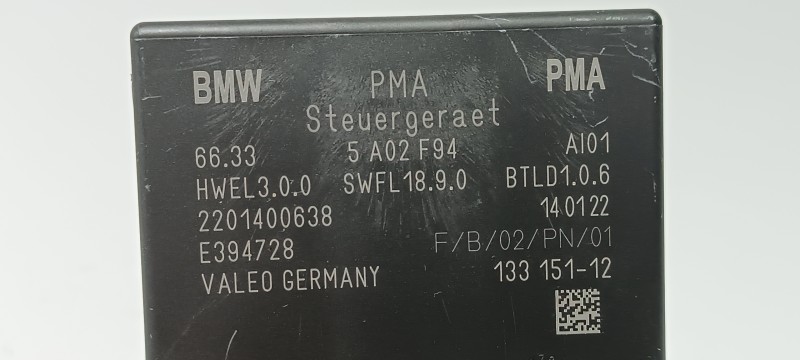 BMW PMA PMA
Steuergeraet
66.33 5 A02 F94 AI01
HWEL3.0.0 SWFL18.9.0 BTLD1.0.6
2201400638 140122
E394728 F/B/02/PN/01
VALEO GERMANY 133 151-12